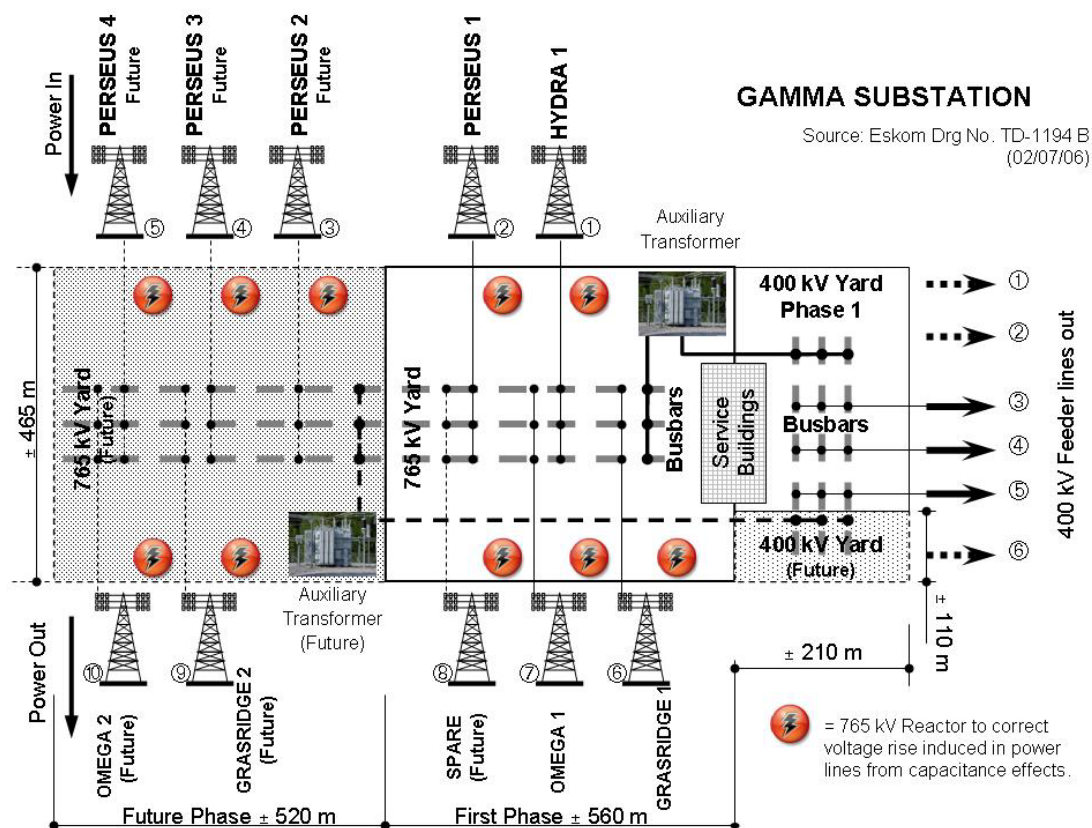 GAMMA SUBSTATION
Source: Eskom Drg No. TD-1194 B
(02/07/06)
Power In
PERSEUS 4
Future
PERSEUS 3
Future
PERSEUS 2
Future
PERSEUS 1
HYDRA 1
⑤
④
③
②
①
Auxiliary
Transformer
400 kV Yard
Phase 1
①
②
③
④
⑤
⑥
400 kV Feeder lines out
± 465 m
765 kV Yard
(Future)
765 kV Yard
Busbars
Service
Buildings
Busbars
400 kV Yard
(Future)
Auxiliary
Transformer
(Future)
± 110 m
± 210 m
Power Out
⑩
⑨
⑧
⑦
⑥
OMEGA 2
(Future)
GRASRIDGE 2
(Future)
SPARE
(Future)
OMEGA 1
GRASRIDGE 1
= 765 kV Reactor to correct
voltage rise induced in power
lines from capacitance effects.
Future Phase ± 520 m
First Phase ± 560 m